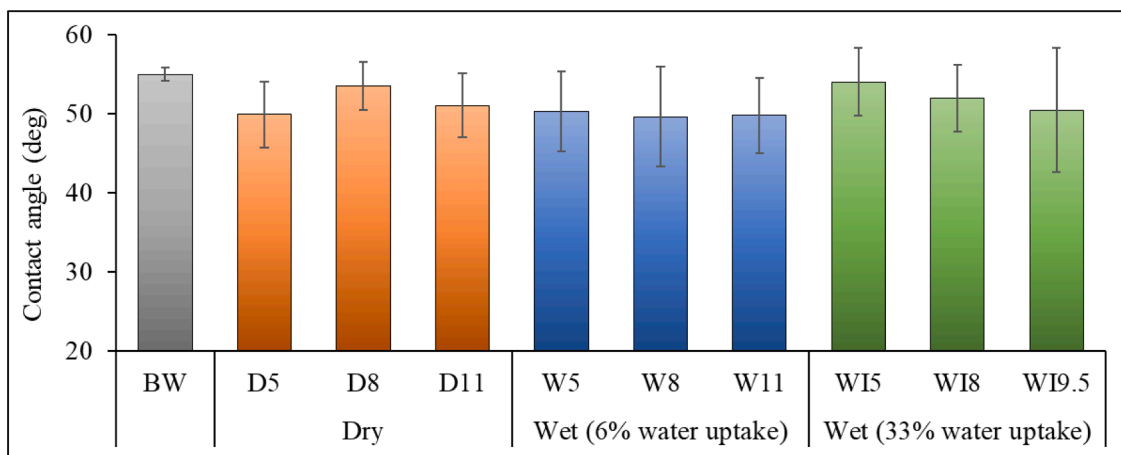 Contact angle (deg)
60
50
40
30
20
BW D5 D8 D11 W5 W8 W11 WI5 WI8 WI9.5
Dry Wet (6% water uptake) Wet (33% water uptake)